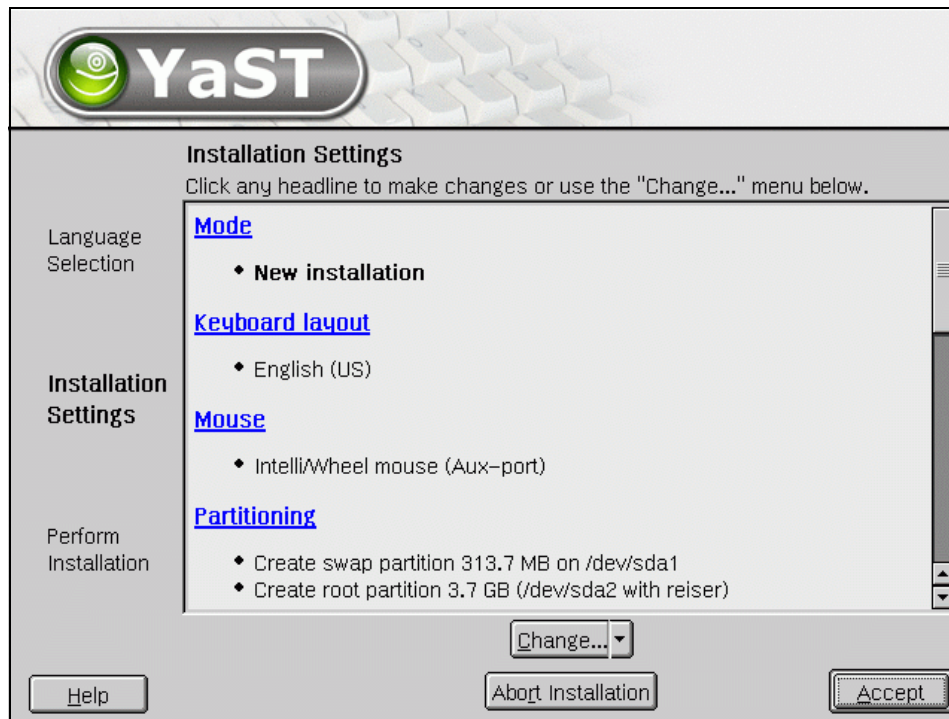 YaST
Installation Settings
Click any headline to make changes or use the "Change..." menu below.
Language
Selection
Installation
Settings
Perform
Installation
Mode
New installation
Keyboard layout
English (US)
Mouse
Intelli/Wheel mouse (Aux-port)
Partitioning
Create swap partition 313.7 MB on /dev/sda1
Create root partition 3.7 GB (/dev/sda2 with reiser)
Change...
Help
Abort Installation
Accept